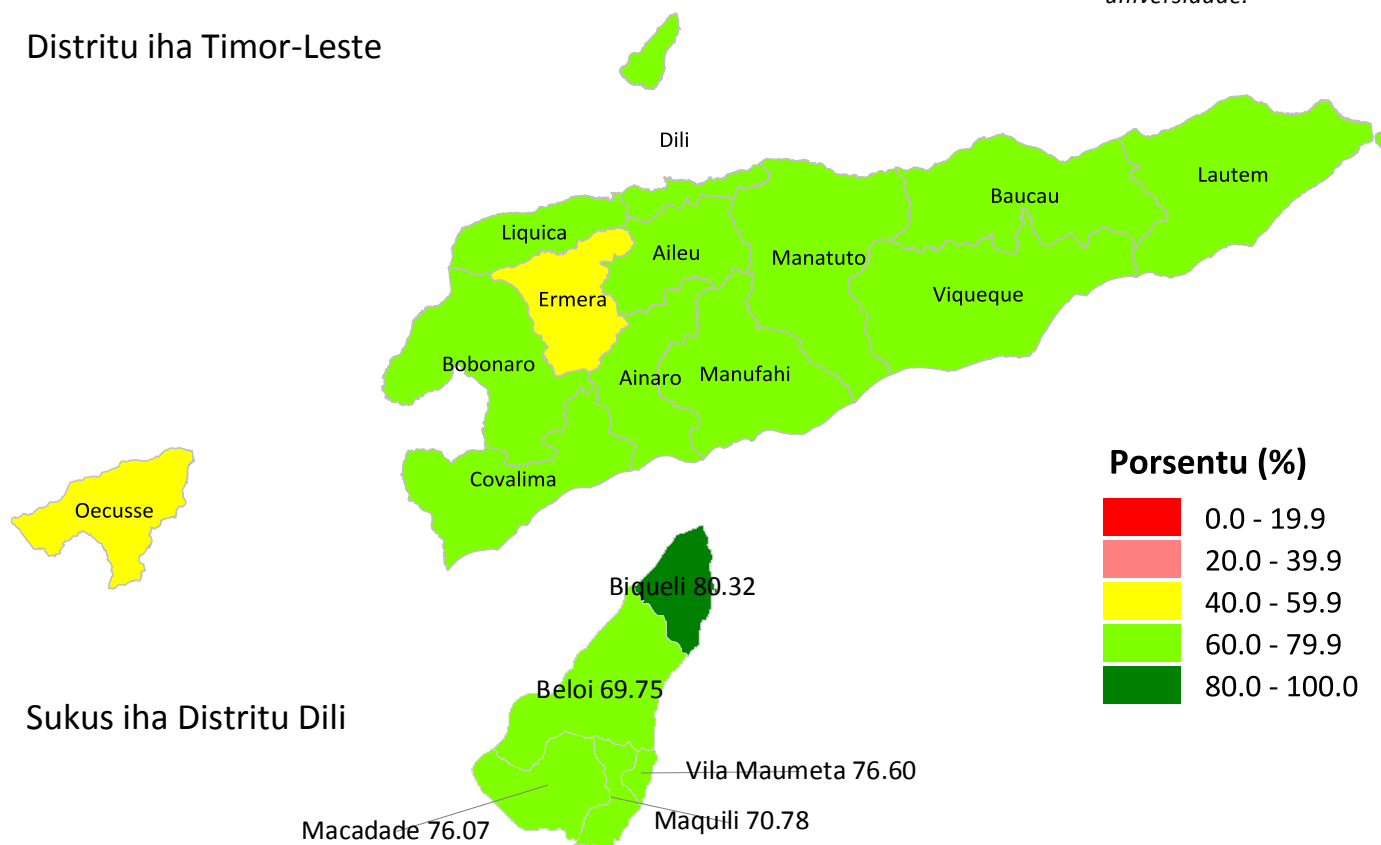 universidade.
Distritu iha Timor-Leste
Dili
Lautem
Baucau
Liquica
Aileu
Manatuto
Viqueque
Ermera
Bobonaro
Ainaro
Manufahi
Covalima
Oecusse
Porsentu (%)
0.0 - 19.9
20.0 - 39.9
40.0 - 59.9
60.0 - 79.9
80.0 - 100.0
Biqueli 80.32
Beloi 69.75
Sukus iha Distritu Dili
Vila Maumeta 76.60
Maquili 70.78
Macadade 76.07